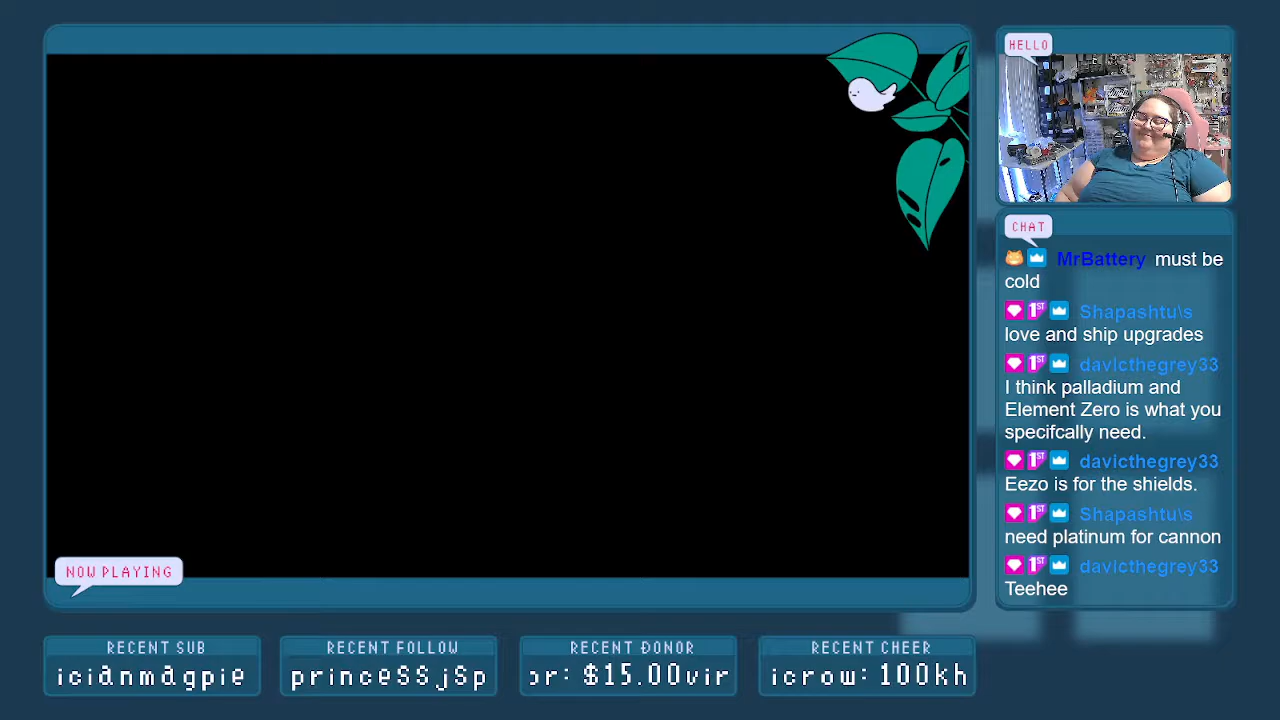 HELLO
CHAT
MrBattery must be
cold
Shapashtu\s
love and ship upgrades
davIcthegrey33
I think palladium and
Element Zero is what you
specifcally need.
davIcthegrey33
Eezo is for the shields.
Shapashtu\s
need platinum for cannon
davIcthegrey33
Teehee
NOW PLAYING
RECENT SUB
icianmagpie
RECENT FOLLOW
princeSSjSp
RECENT DONOR
or: $15.00vir
RECENT CHEER
icrow: 100kh